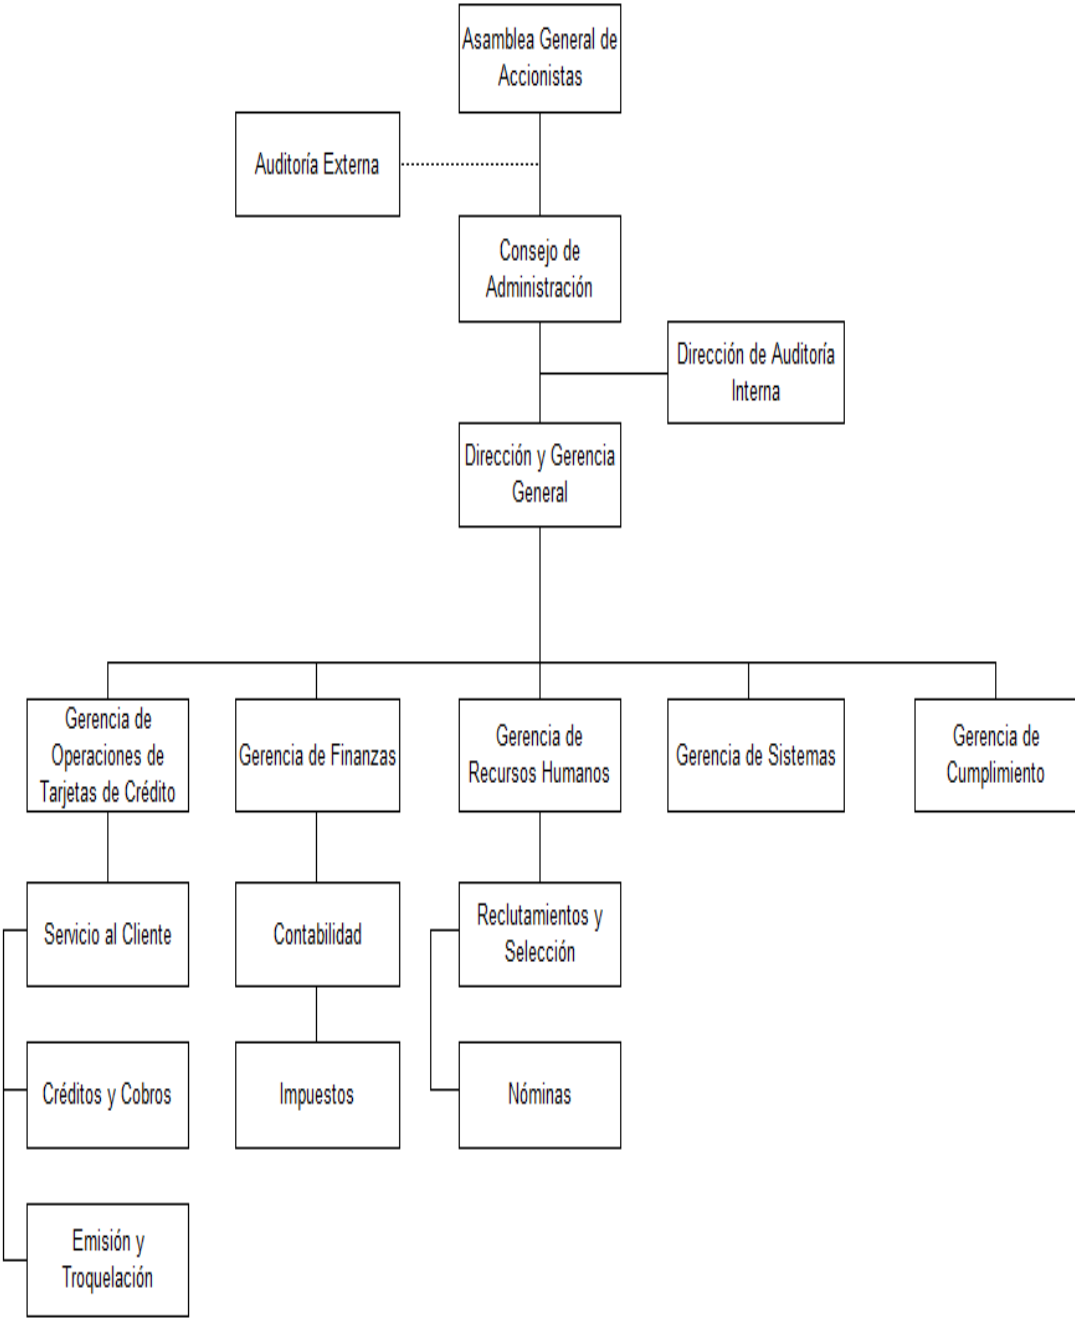 Asamblea General de
Accionistas
Auditoría Externa
Consejo de
Administración
Dirección de Auditoría
Interna
Dirección y Gerencia
General
Gerencia de
Operaciones de
Tarjetas de Crédito
Gerencia de Finanzas
Gerencia de
Recursos Humanos
Gerencia de Sistemas
Gerencia de
Cumplimiento
Servicio al Cliente
Contabilidad
Reclutamientos y
Selección
Créditos y Cobros
Impuestos
Nóminas
Emisión y
Troquelación